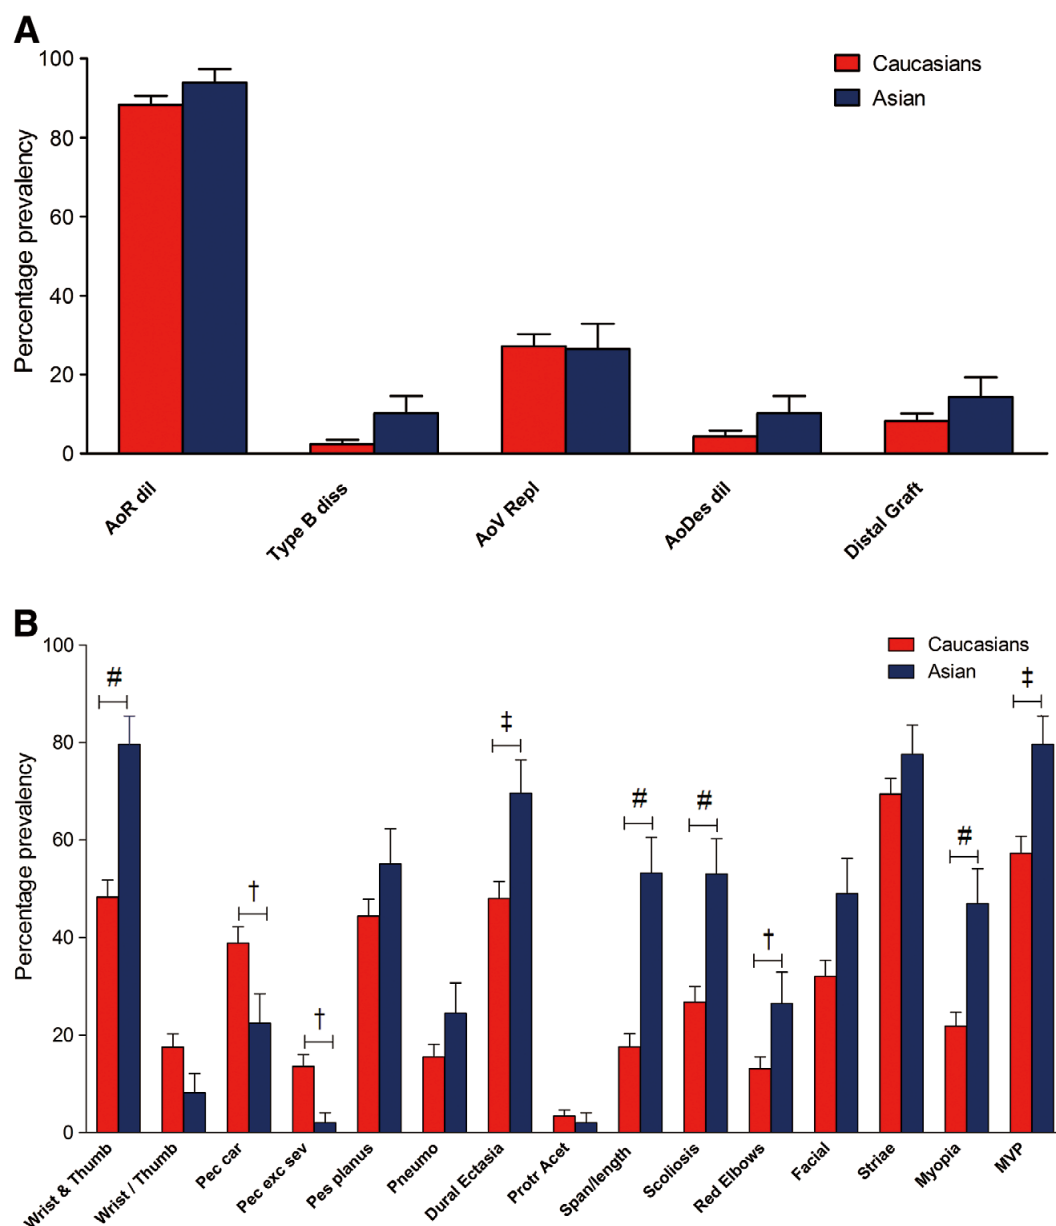 A
100
80
60
40
20
0
Percentage prevalency
Caucasians
Asian
AoR dil
Type B diss
AoV Repl
AoDes dil
Distal Graft
B
100
80
60
40
20
0
Percentage prevalency
Caucasians
Asian
#
†
†
‡
#
#
†
#
‡
Wrist & Thumb
Wrist / Thumb
Pec car
Pec exc sev
Pes planus
Pneumo
Dural Ectasia
Protr Acet
Span/length
Scoliosis
Red Elbows
Facial
Striae
Myopia
MVP